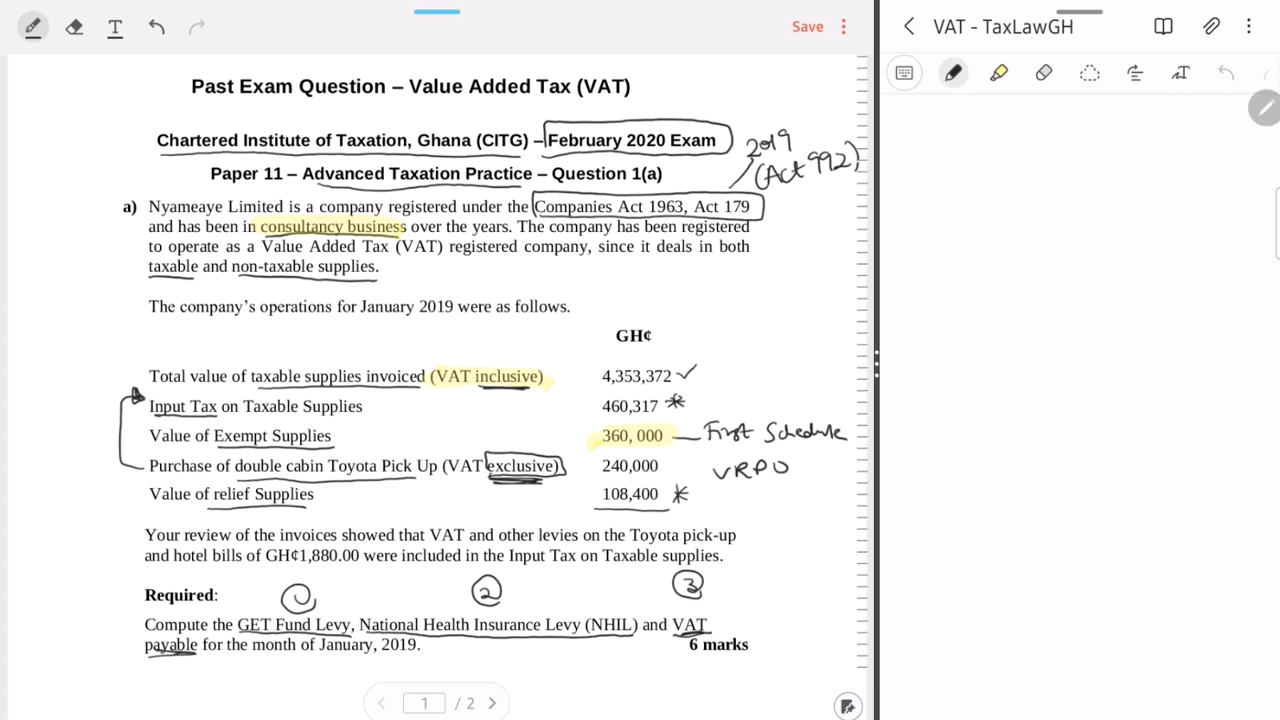 Save
VAT - TaxLawGH
Past Exam Question – Value Added Tax (VAT)
Chartered Institute of Taxation, Ghana (CITG) – February 2020 Exam
2019
(Act 992)
Paper 11 – Advanced Taxation Practice – Question 1(a)
a) Nyameaye Limited is a company registered under the Companies Act 1963, Act 179
and has been in consultancy business over the years. The company has been registered
to operate as a Value Added Tax (VAT) registered company, since it deals in both
taxable and non-taxable supplies.
The company's operations for January 2019 were as follows.
GH¢
Total value of taxable supplies invoiced (VAT inclusive) 4,353,372
Input Tax on Taxable Supplies 460,317 *
Value of Exempt Supplies 360, 000 First Schedule
Purchase of double cabin Toyota Pick Up (VAT exclusive) 240,000 VRPO
Value of relief Supplies 108,400 *
Your review of the invoices showed that VAT and other levies on the Toyota pick-up
and hotel bills of GH¢1,880.00 were included in the Input Tax on Taxable supplies.
Required:
1 2 3
Compute the GET Fund Levy, National Health Insurance Levy (NHIL) and VAT
payable for the month of January, 2019. 6 marks
1 / 2